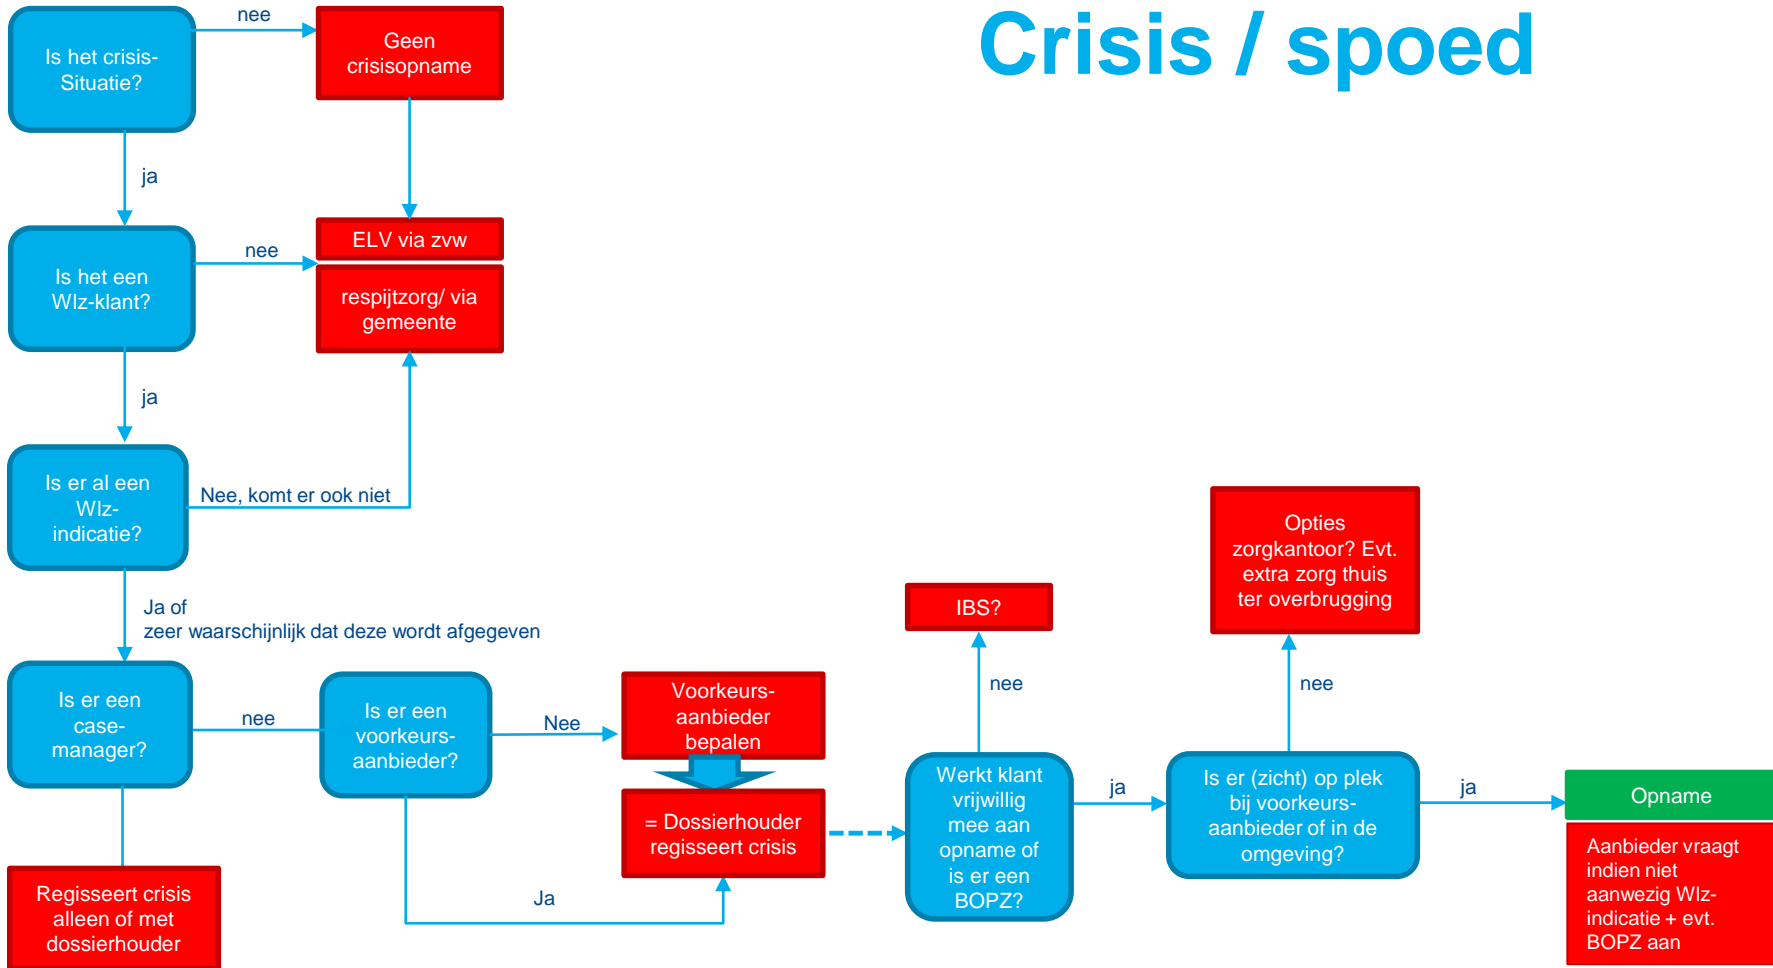 Crisis / spoed
Is het crisis-
Situatie?
nee
Geen
crisisopname
ja
Is het een
Wlz-klant?
nee
ELV via zvw
respijtzorg/ via
gemeente
ja
Is er al een
Wlz-
indicatie?
Nee, komt er ook niet
Ja of
zeer waarschijnlijk dat deze wordt afgegeven
Is er een
case-
manager?
nee
Is er een
voorkeurs-
aanbieder?
Nee
Voorkeurs-
aanbieder
bepalen
= Dossierhouder
regisseert crisis
Ja
Regisseert crisis
alleen of met
dossierhouder
Werkt klant
vrijwillig
mee aan
opname of
is er een
BOPZ?
nee
IBS?
ja
Is er (zicht) op plek
bij voorkeurs-
aanbieder of in de
omgeving?
nee
Opties
zorgkantoor? Evt.
extra zorg thuis
ter overbrugging
ja
Opname
Aanbieder vraagt
indien niet
aanwezig Wlz-
indicatie + evt.
BOPZ aan